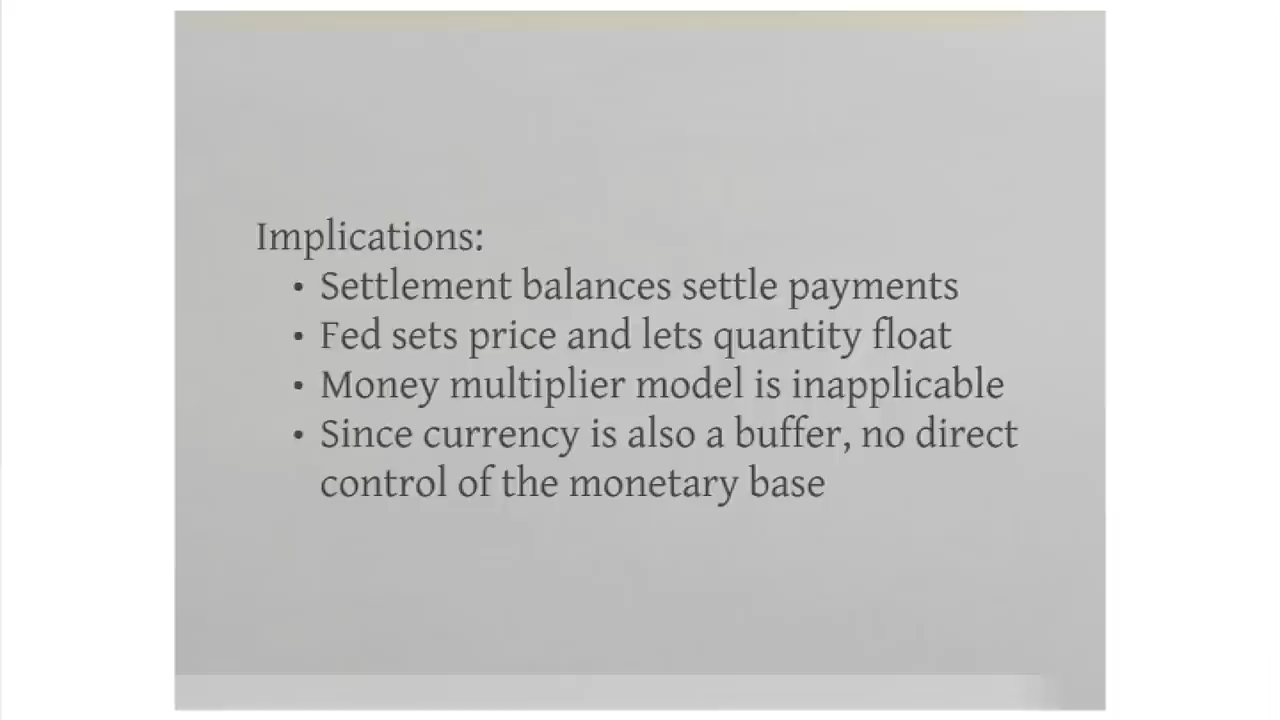 Implications:
• Settlement balances settle payments
• Fed sets price and lets quantity float
• Money multiplier model is inapplicable
• Since currency is also a buffer, no direct
control of the monetary base